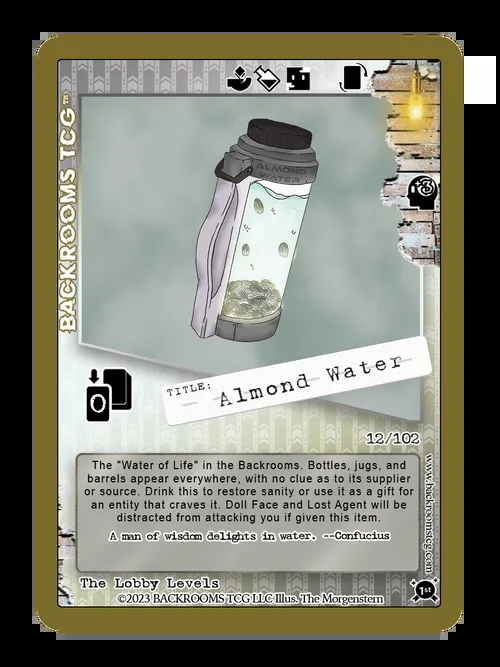 BACKROOMS TCG™
+3
ALMOND
WATER
TITLE:
Almond Water
0
12/102
The "Water of Life" in the Backrooms. Bottles, jugs, and
barrels appear everywhere, with no clue as to its supplier
or source. Drink this to restore sanity or use it as a gift for
an entity that craves it. Doll Face and Lost Agent will be
distracted from attacking you if given this item.
A man of wisdom delights in water. --Confucius
www.backroomstcg.com
The Lobby Levels
©2023 BACKROOMS TCG LLC Illus. The Morgenstern
1st